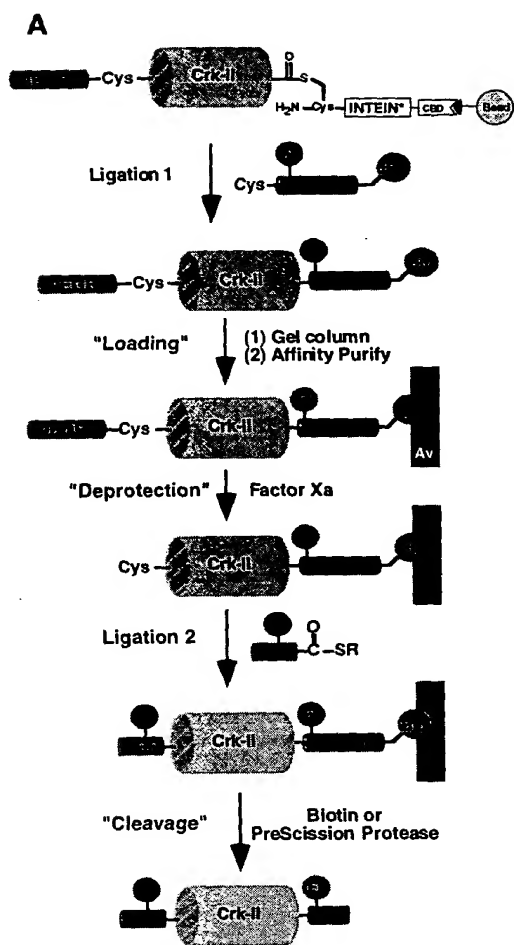 A
Cys
Crk-II
O
S
H₂N
Cys
INTEIN*
CBD
Bead
Ligation 1
Cys
Cys
Crk-II
"Loading"
(1) Gel column
(2) Affinity Purify
Cys
Crk-II
Av
"Deprotection"
Factor Xa
Cys
Crk-II
Ligation 2
O
C
SR
Crk-II
"Cleavage"
Biotin or
PreScission Protease
Crk-II